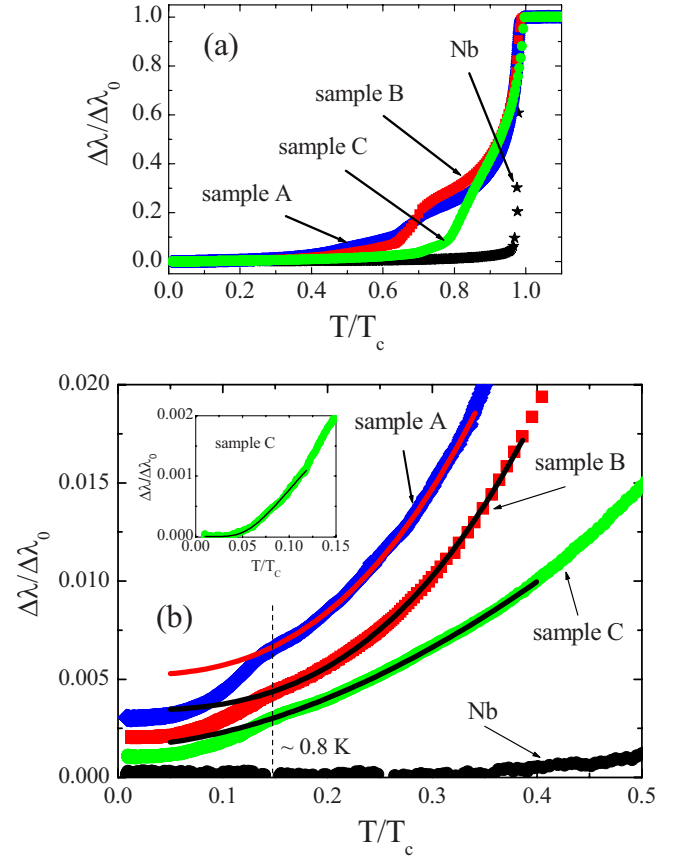 (a)
Nb
sample B
sample C
sample A
Δλ/Δλ₀
1.0
0.8
0.6
0.4
0.2
0.0
0.0 0.2 0.4 0.6 0.8 1.0
T/T_c
(b)
sample A
sample B
sample C
Nb
~ 0.8 K
Δλ/Δλ₀
0.020
0.015
0.010
0.005
0.000
0.0 0.1 0.2 0.3 0.4 0.5
T/T_c
sample C
Δλ/Δλ₀
0.002
0.001
0.000
0.00 0.05 0.10 0.15
T/T_C